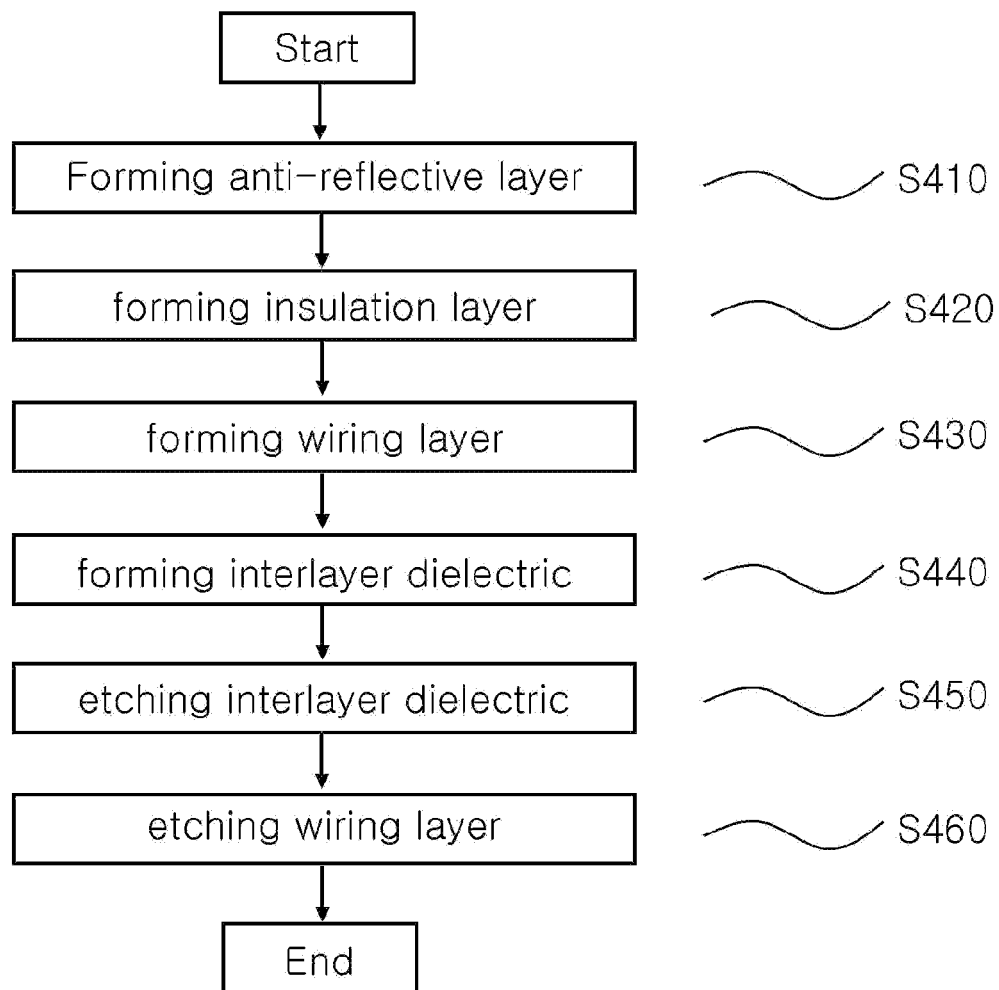 Start
Forming anti-reflective layer
S410
forming insulation layer
S420
forming wiring layer
S430
forming interlayer dielectric
S440
etching interlayer dielectric
S450
etching wiring layer
S460
End